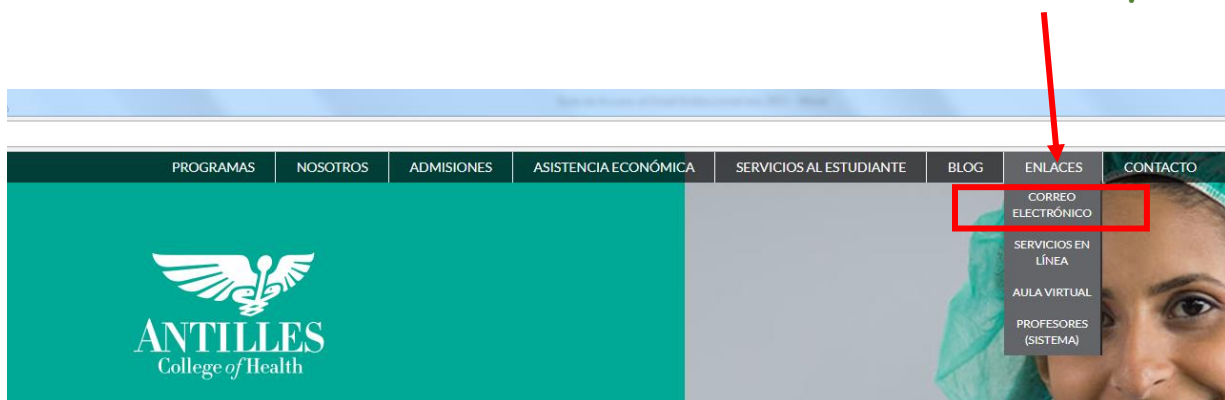 PROGRAMAS NOSOTROS ADMISIONES ASISTENCIA ECONÓMICA SERVICIOS AL ESTUDIANTE BLOG ENLACES CONTACTO
CORREO
ELECTRÓNICO
SERVICIOS EN
LÍNEA
AULA VIRTUAL
PROFESORES
(SISTEMA)
ANTILLES
College of Health